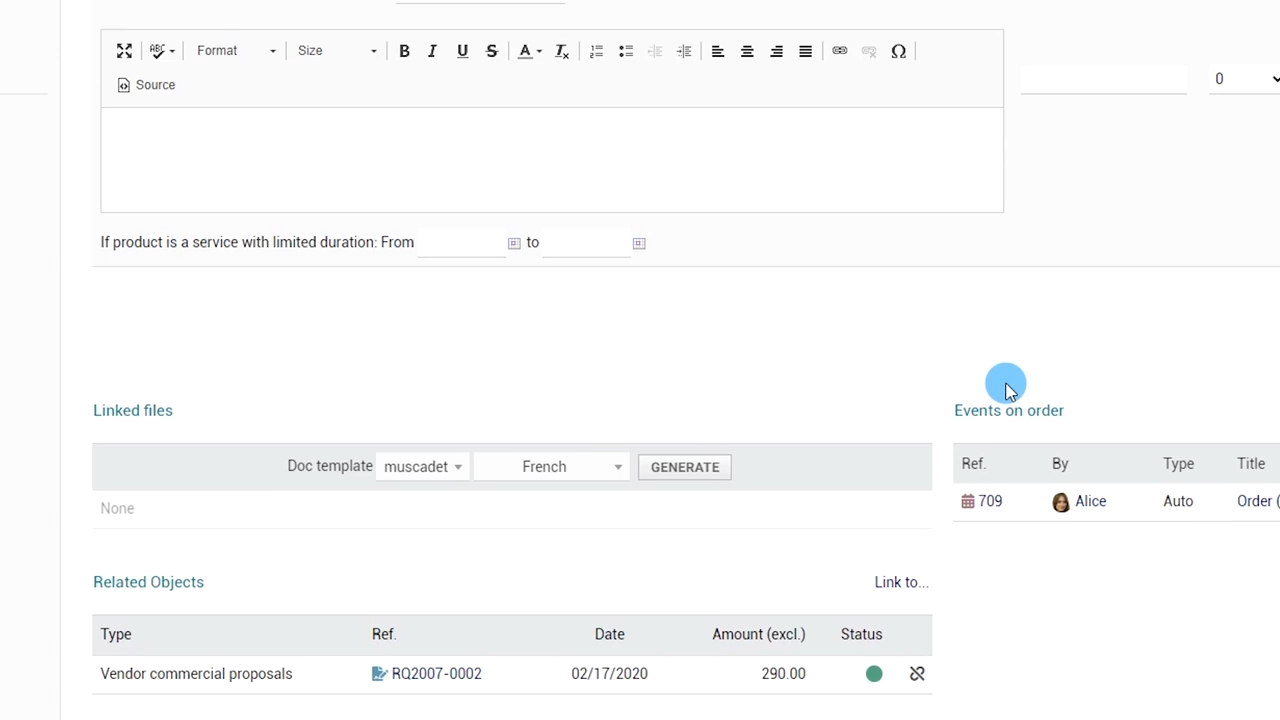 Format Size B I U S A Tx Ω
Source
0
If product is a service with limited duration: From to
Linked files
Events on order
Doc template muscadet French GENERATE
Ref. By Type Title
None
709 Alice Auto Order (
Related Objects Link to...
Type Ref. Date Amount (excl.) Status
Vendor commercial proposals RQ2007-0002 02/17/2020 290.00